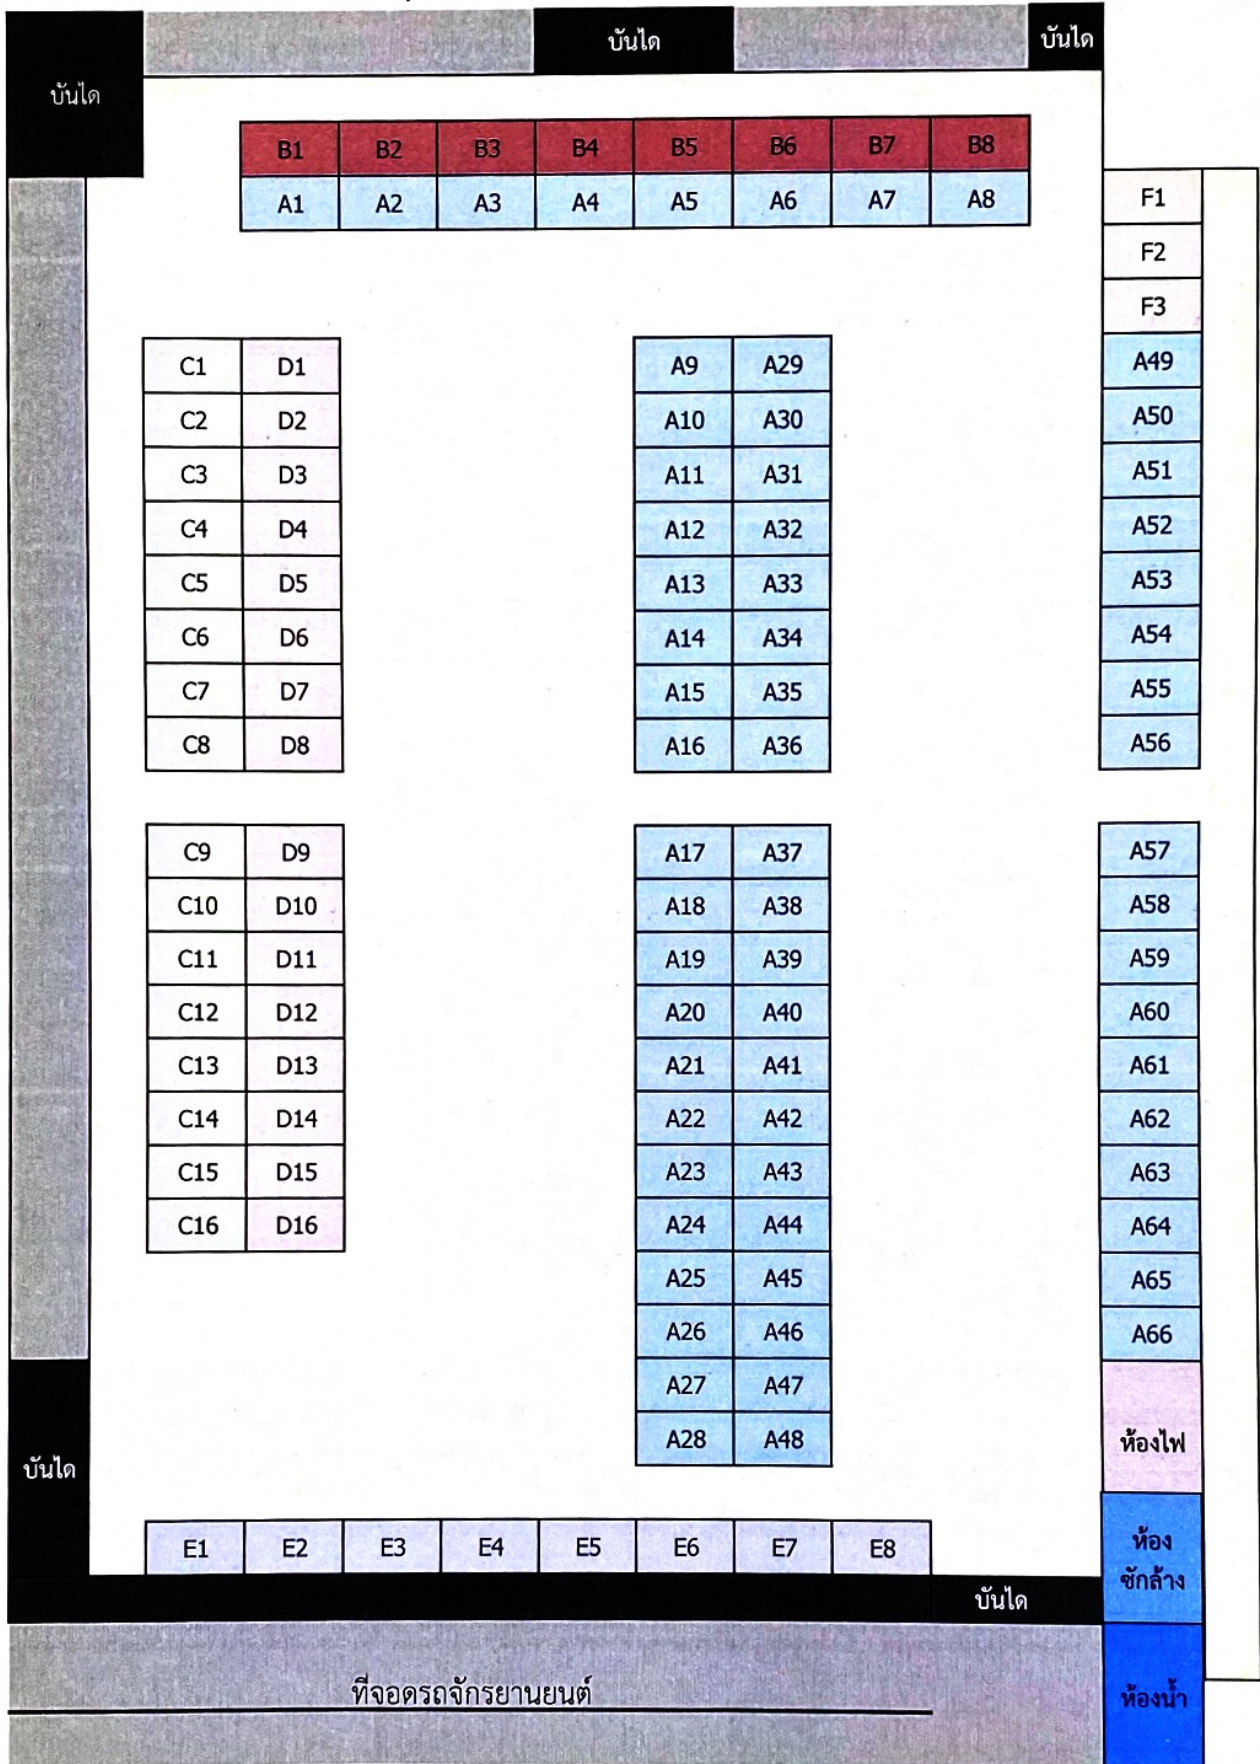 บันได
บันได
บันได
B1 B2 B3 B4 B5 B6 B7 B8
A1 A2 A3 A4 A5 A6 A7 A8
F1
F2
F3
C1 D1 A9 A29 A49
C2 D2 A10 A30 A50
C3 D3 A11 A31 A51
C4 D4 A12 A32 A52
C5 D5 A13 A33 A53
C6 D6 A14 A34 A54
C7 D7 A15 A35 A55
C8 D8 A16 A36 A56
C9 D9 A17 A37 A57
C10 D10 A18 A38 A58
C11 D11 A19 A39 A59
C12 D12 A20 A40 A60
C13 D13 A21 A41 A61
C14 D14 A22 A42 A62
C15 D15 A23 A43 A63
C16 D16 A24 A44 A64
A25 A45 A65
A26 A46 A66
A27 A47
A28 A48
ห้องไฟ
บันได
E1 E2 E3 E4 E5 E6 E7 E8
ห้อง
ซักล้าง
บันได
ที่จอดรถจักรยานยนต์
ห้องน้ำ